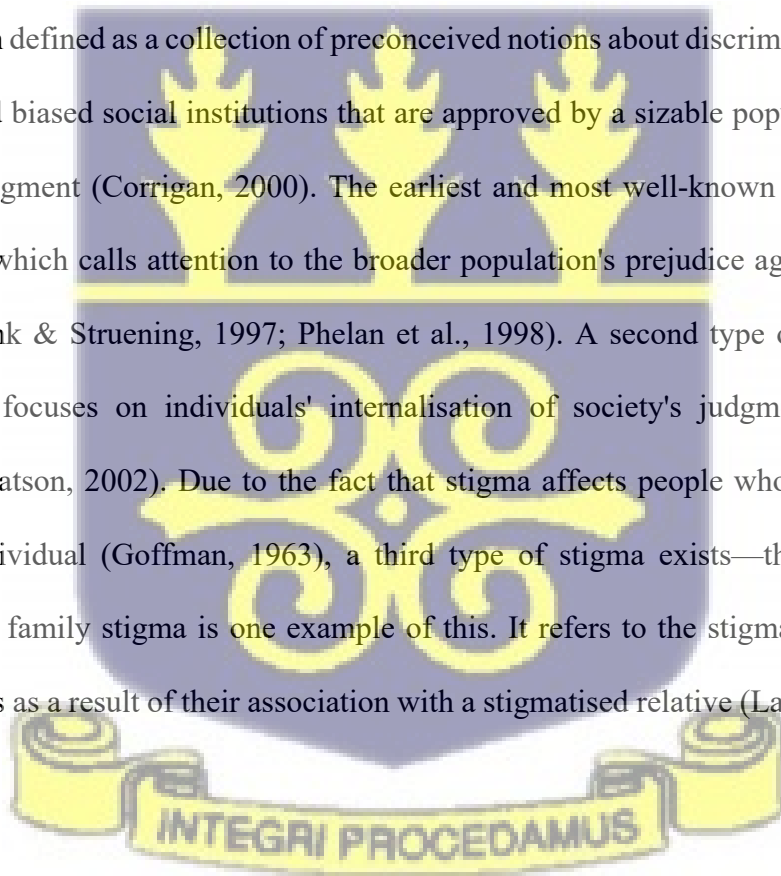 defined as a collection of preconceived notions about discrim
biased social institutions that are approved by a sizable pop
gment (Corrigan, 2000). The earliest and most well-known
which calls attention to the broader population's prejudice ag
nk & Struening, 1997; Phelan et al., 1998). A second type
focuses on individuals' internalisation of society's judgm
atson, 2002). Due to the fact that stigma affects people who
ividual (Goffman, 1963), a third type of stigma exists—th
family stigma is one example of this. It refers to the stigma
s as a result of their association with a stigmatised relative (La
INTEGRI PROCEDAMUS